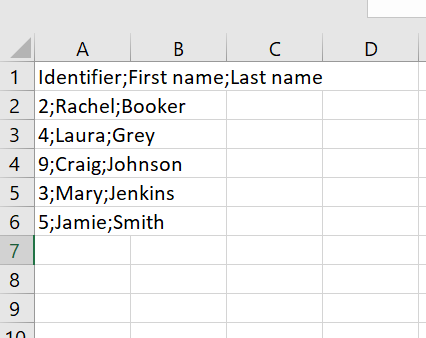 A B C D
1 Identifier;First name;Last name
2 2;Rachel;Booker
3 4;Laura;Grey
4 9;Craig;Johnson
5 3;Mary;Jenkins
6 5;Jamie;Smith
7
8
9
10